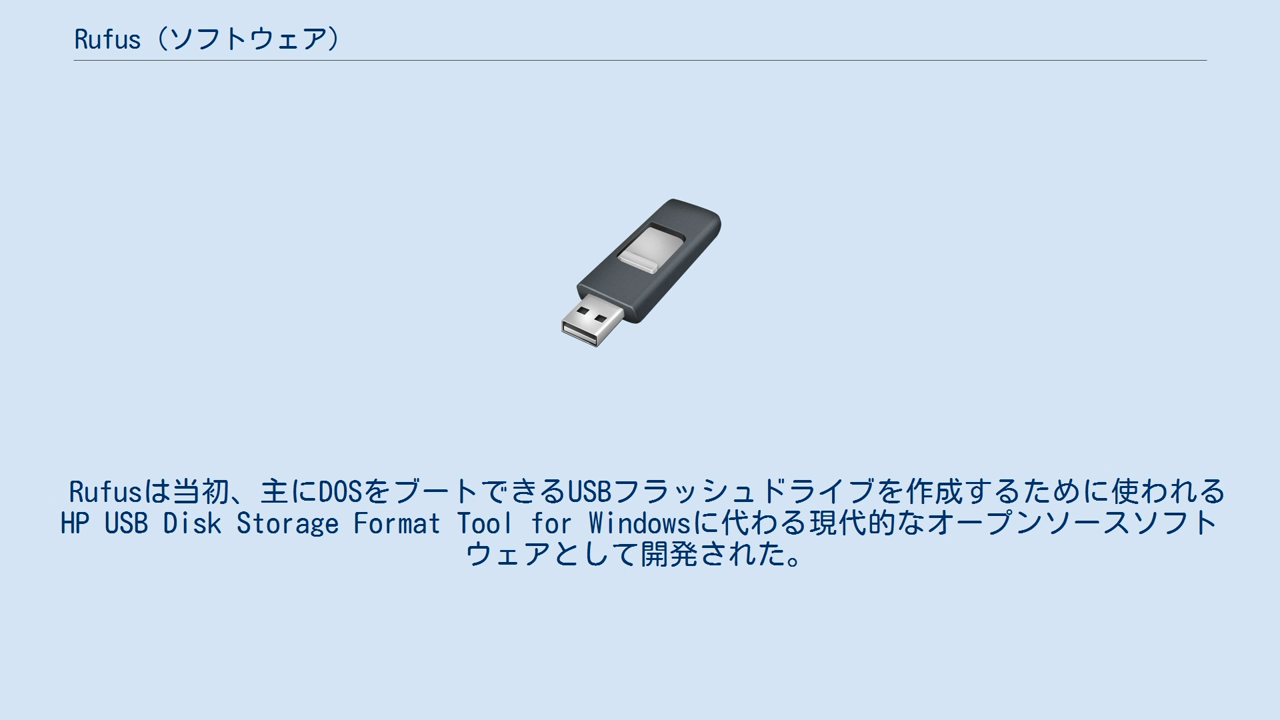 Rufus（ソフトウェア）
Rufusは当初、主にDOSをブートできるUSBフラッシュドライブを作成するために使われる
HP USB Disk Storage Format Tool for Windowsに代わる現代的なオープンソースソフト
ウェアとして開発された。